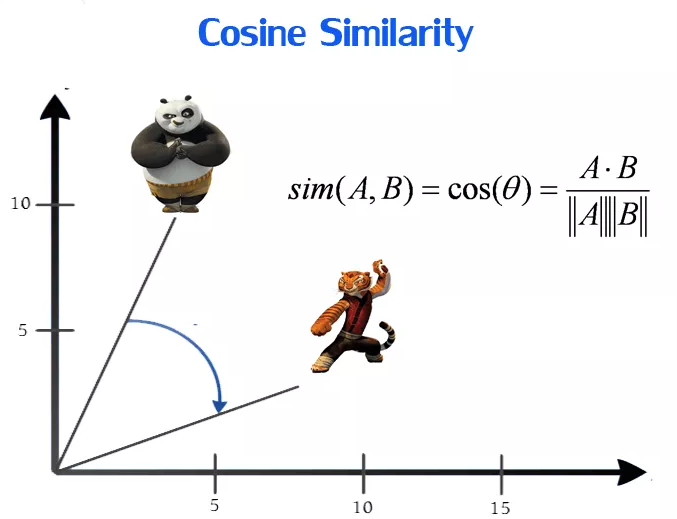 Cosine Similarity
sim(A, B) = cos(θ) = A · B / ‖A‖‖B‖
10
5
5
10
15